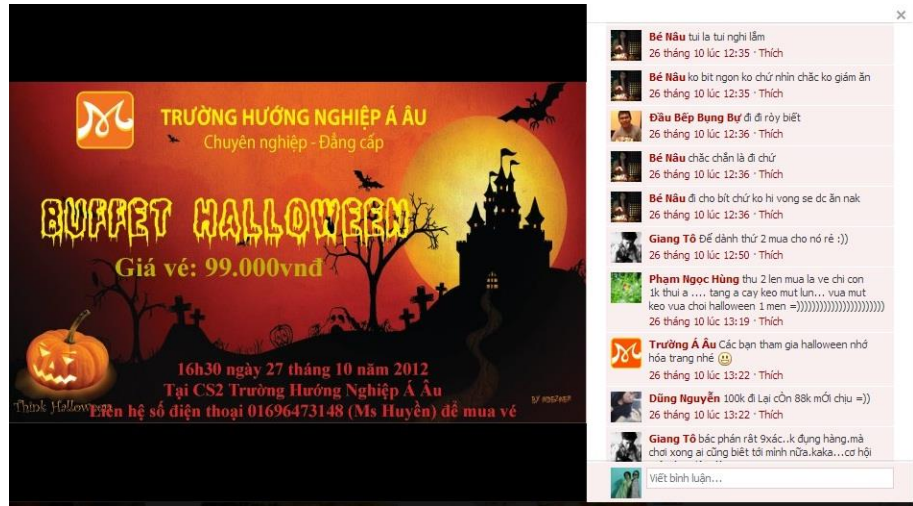 TRƯỜNG HƯỚNG NGHIỆP Á ÂU
Chuyên nghiệp - Đẳng cấp
BUFFET HALLOWEEN
Giá vé: 99.000vnđ
16h30 ngày 27 tháng 10 năm 2012
Tại CS2 Trường Hướng Nghiệp Á Âu
Think Halloween
Liên hệ số điện thoại 01696473148 (Ms Huyền) để mua vé
Bé Nâu tui la tui nghi lắm
26 tháng 10 lúc 12:35 · Thích
Bé Nâu ko bit ngon ko chứ nhìn chăc ko giám ăn
26 tháng 10 lúc 12:35 · Thích
Đầu Bếp Bụng Bự đi đi ròy biết
26 tháng 10 lúc 12:36 · Thích
Bé Nâu chăc chắn là đi chứ
26 tháng 10 lúc 12:36 · Thích
Bé Nâu đi cho bít chứ ko hi vong se dc ăn nak
26 tháng 10 lúc 12:36 · Thích
Giang Tô Để dành thứ 2 mua cho nó rẻ :))
26 tháng 10 lúc 12:50 · Thích
Phạm Ngọc Hùng thu 2 len mua la ve chi con
1k thui a .... tang a cay keo mut lun... vua mut
keo vua choi halloween 1 men =))))))))))))))))))))))))
26 tháng 10 lúc 13:19 · Thích
Trường Á Âu Các bạn tham gia halloween nhớ
hóa trang nhé
26 tháng 10 lúc 13:22 · Thích
Dũng Nguyễn 100k đi Lại cÒn 88k mỚI chịu =))
26 tháng 10 lúc 13:22 · Thích
Giang Tô bác phán rât 9xác..k đụng hàng.mà
chơi xong ai cũng biêt tới mình nữa.kaka...cơ hội
Viết bình luận...